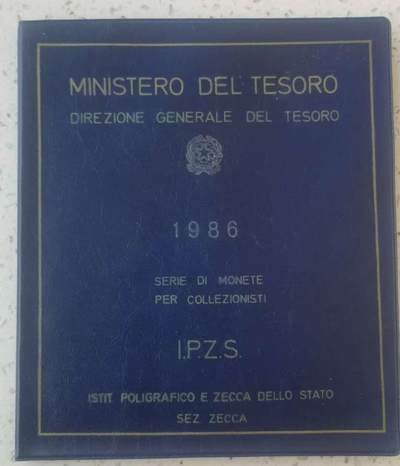 MINISTERO DEL TESORO
DIREZIONE GENERALE DEL TESORO
1986
SERIE DI MONETE
PER COLLEZIONISTI
I.P.Z.S.
ISTIT POLIGRAFICO E ZECCA DELLO STATO
SEZ ZECCA